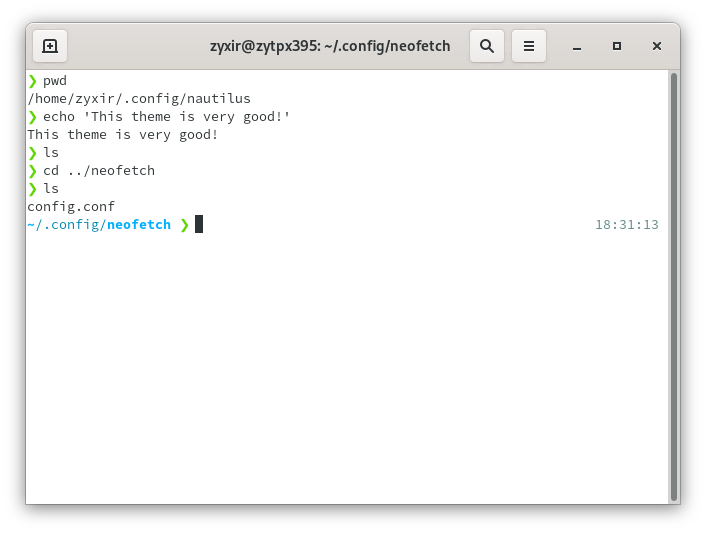 zyxir@zytpx395: ~/.config/neofetch
❯ pwd
/home/zyxir/.config/nautilus
❯ echo 'This theme is very good!'
This theme is very good!
❯ ls
❯ cd ../neofetch
❯ ls
config.conf
~/.config/neofetch ❯ 18:31:13